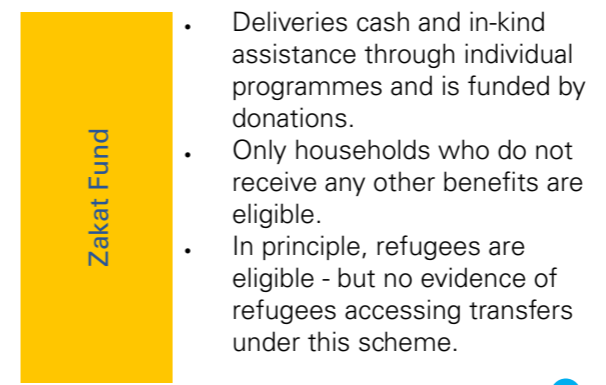 Zakat Fund
• Deliveries cash and in-kind
assistance through individual
programmes and is funded by
donations.
• Only households who do not
receive any other benefits are
eligible.
• In principle, refugees are
eligible - but no evidence of
refugees accessing transfers
under this scheme.